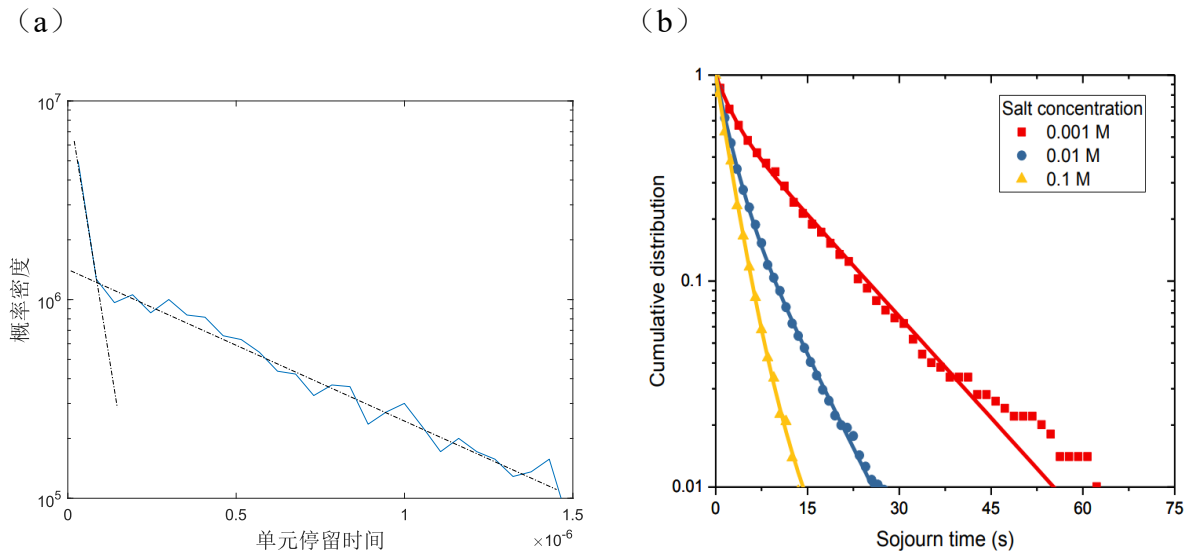 （a）
10^7
10^6
10^5
概率密度
0
0.5
1
1.5
×10^-6
单元停留时间
（b）
1
0.1
0.01
Cumulative distribution
Salt concentration
0.001 M
0.01 M
0.1 M
0
15
30
45
60
75
Sojourn time (s)